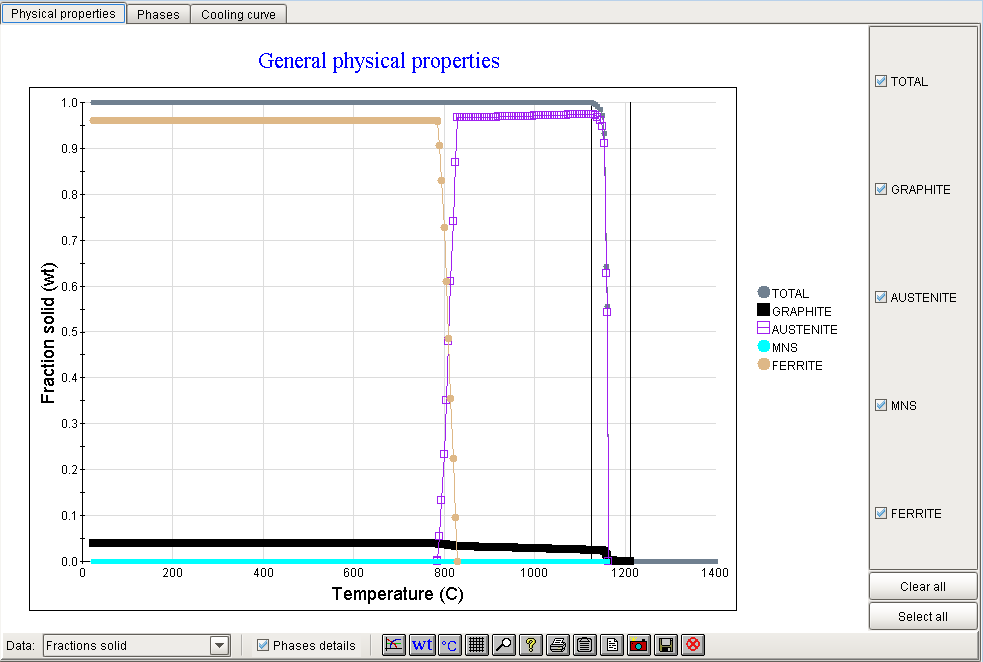 Physical properties
Phases
Cooling curve
General physical properties
TOTAL
GRAPHITE
AUSTENITE
MNS
FERRITE
1.0
0.9
0.8
0.7
0.6
0.5
0.4
0.3
0.2
0.1
0.0
Fraction solid (wt)
0 200 400 600 800 1000 1200 1400
Temperature (C)
TOTAL
GRAPHITE
AUSTENITE
MNS
FERRITE
Clear all
Select all
Data: Fractions solid
Phases details
wt
°C
?